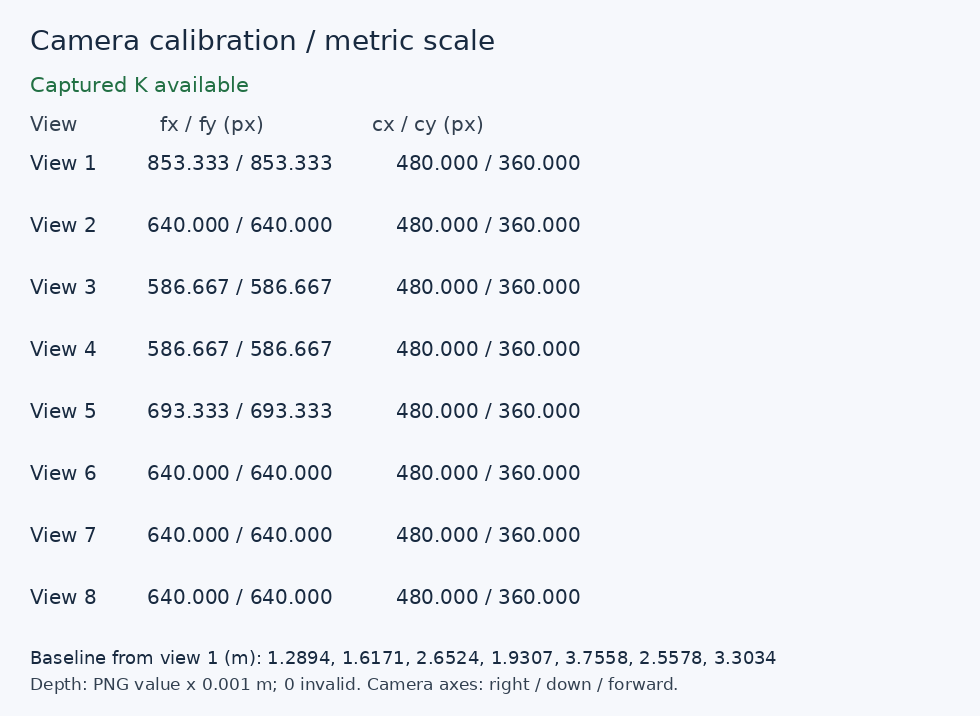 Camera calibration / metric scale
Captured K available
View fx / fy (px) cx / cy (px)
View 1 853.333 / 853.333 480.000 / 360.000
View 2 640.000 / 640.000 480.000 / 360.000
View 3 586.667 / 586.667 480.000 / 360.000
View 4 586.667 / 586.667 480.000 / 360.000
View 5 693.333 / 693.333 480.000 / 360.000
View 6 640.000 / 640.000 480.000 / 360.000
View 7 640.000 / 640.000 480.000 / 360.000
View 8 640.000 / 640.000 480.000 / 360.000
Baseline from view 1 (m): 1.2894, 1.6171, 2.6524, 1.9307, 3.7558, 2.5578, 3.3034
Depth: PNG value x 0.001 m; 0 invalid. Camera axes: right / down / forward.